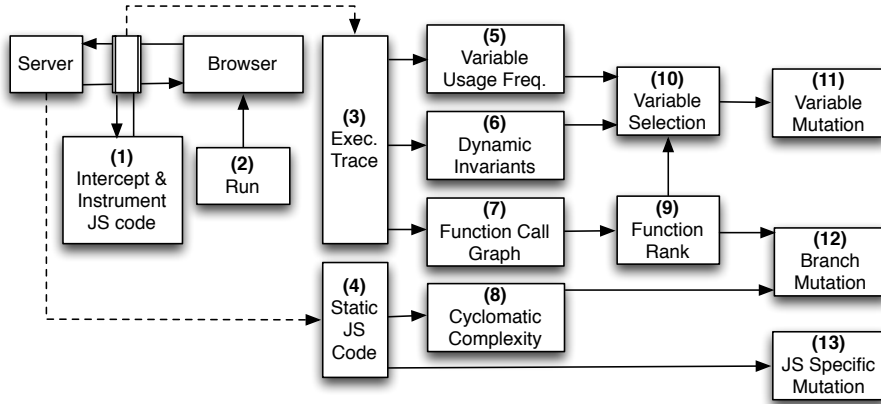 Server
Browser
(1)
Intercept &
Instrument
JS code
(2)
Run
(3)
Exec.
Trace
(4)
Static
JS
Code
(5)
Variable
Usage Freq.
(6)
Dynamic
Invariants
(7)
Function Call
Graph
(8)
Cyclomatic
Complexity
(9)
Function
Rank
(10)
Variable
Selection
(11)
Variable
Mutation
(12)
Branch
Mutation
(13)
JS Specific
Mutation